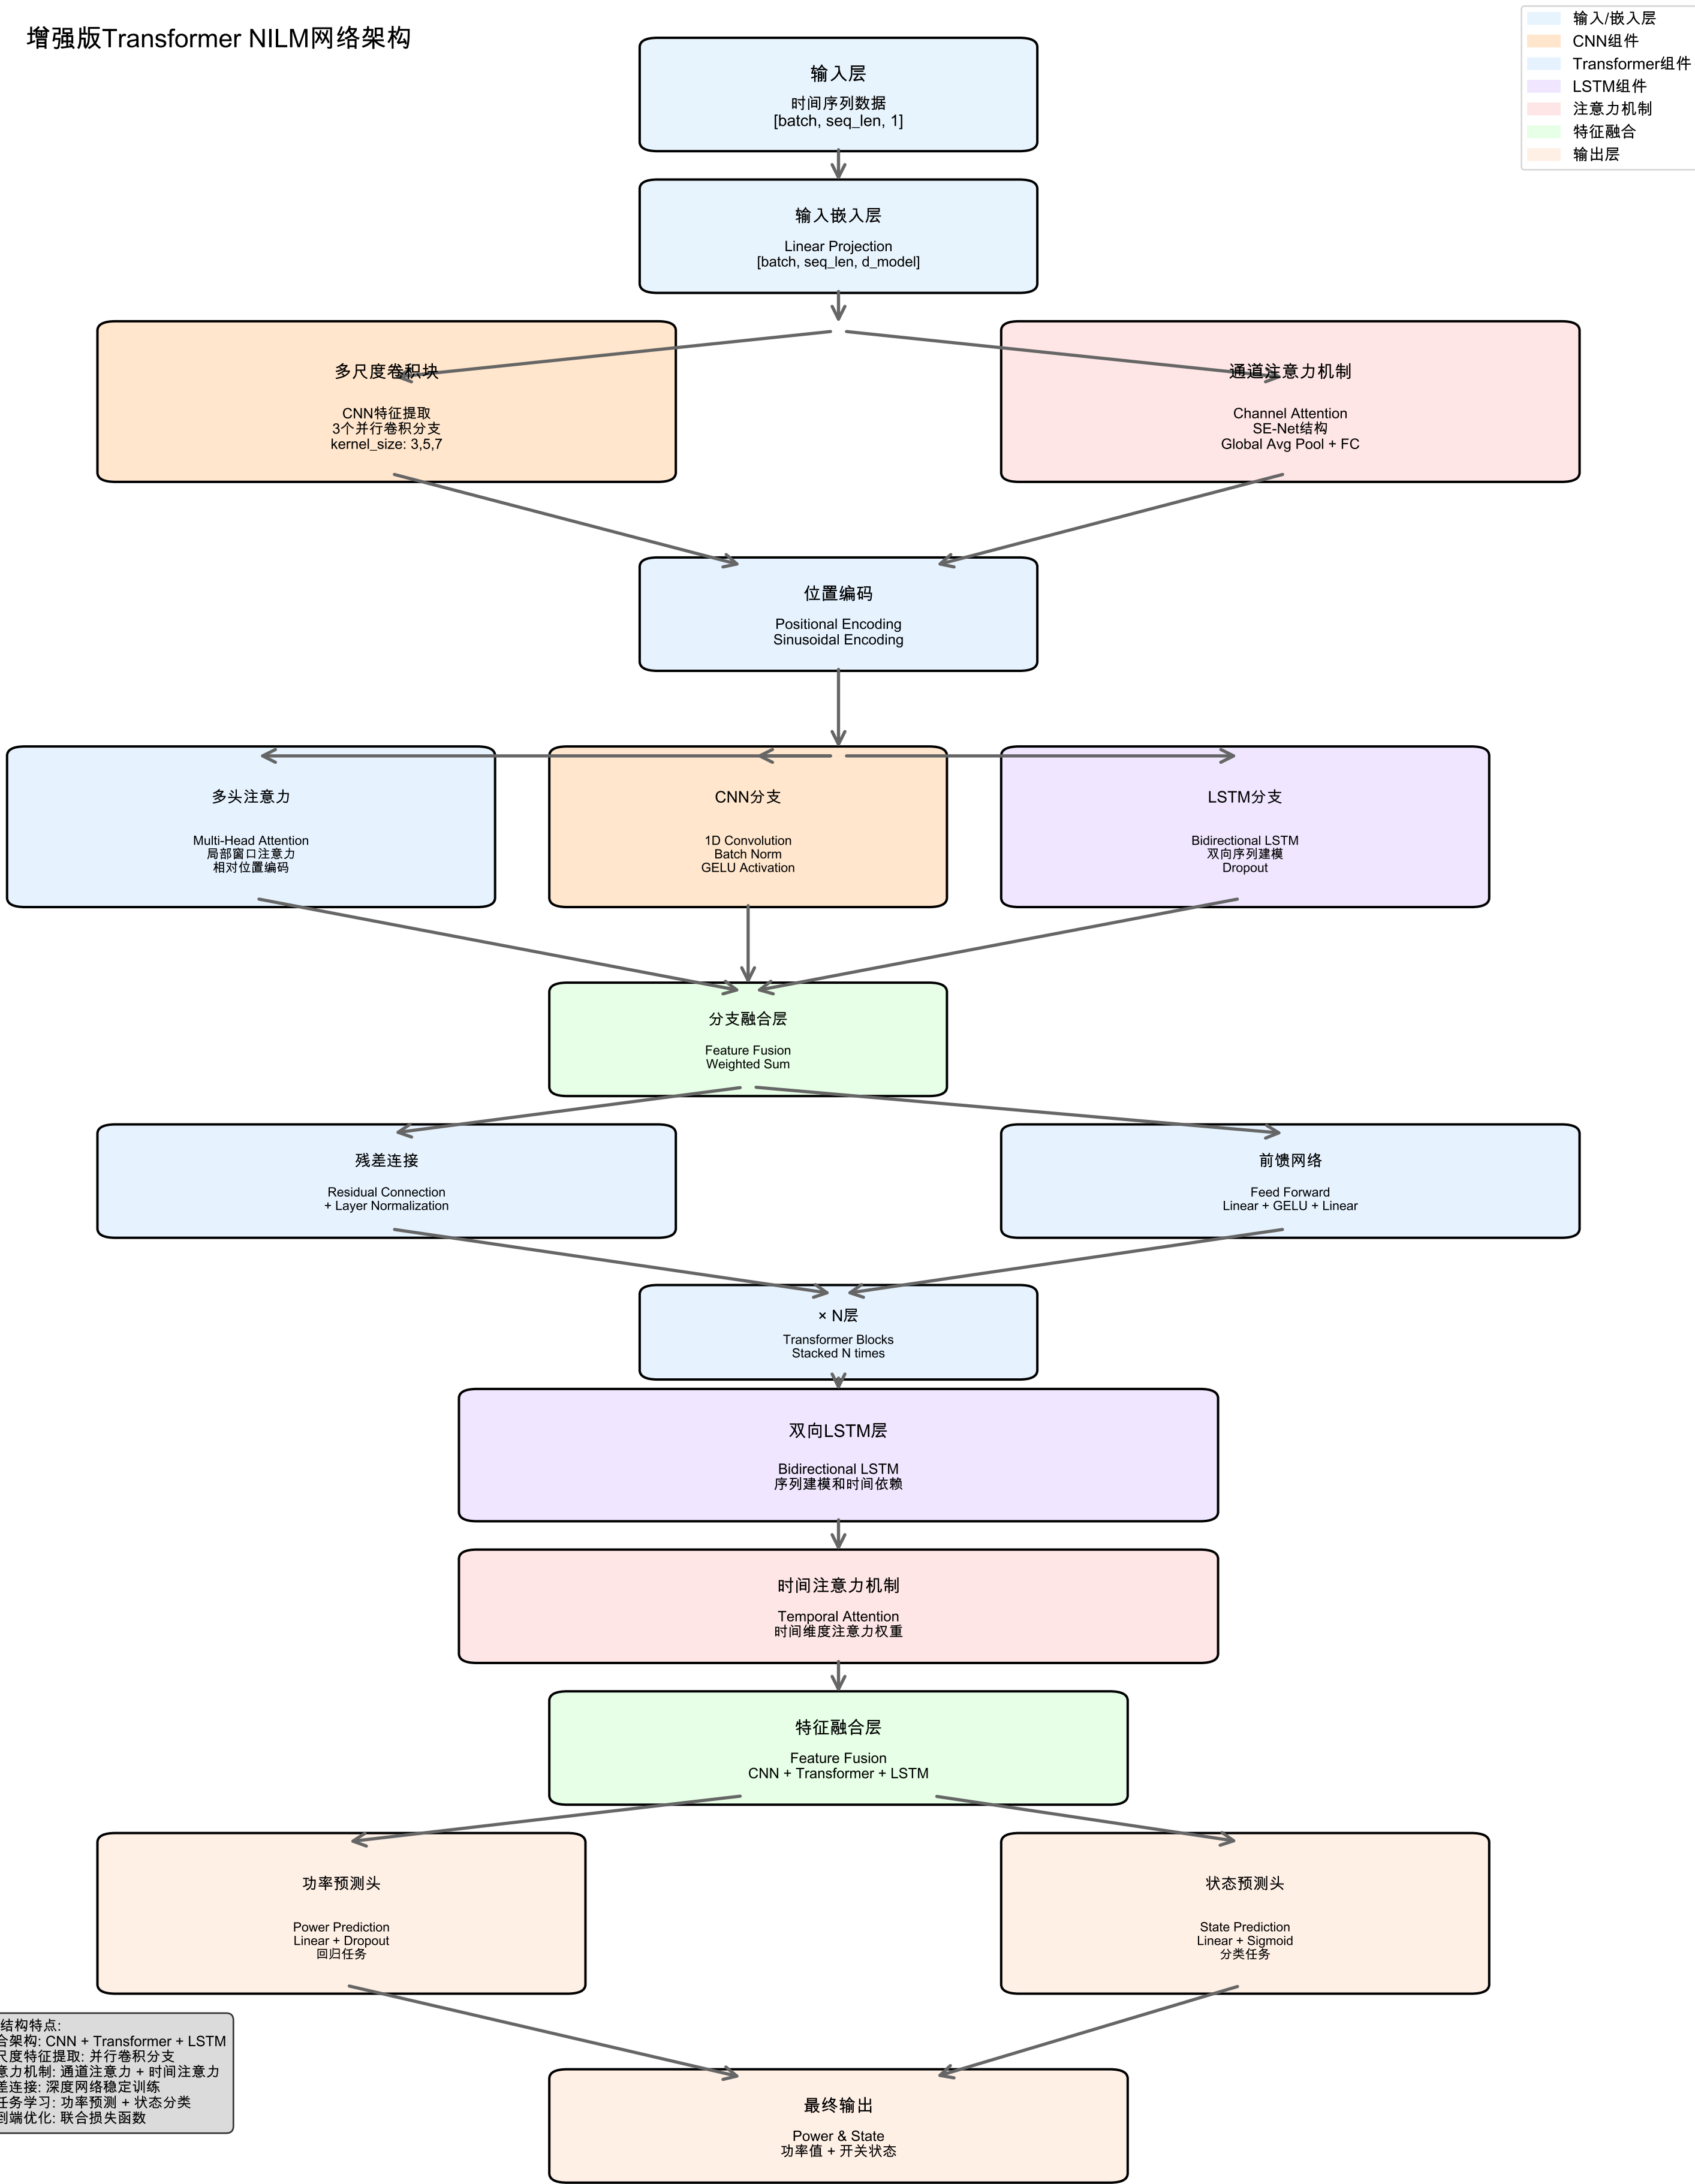 增强版Transformer NILM网络架构
输入/嵌入层
CNN组件
Transformer组件
LSTM组件
注意力机制
特征融合
输出层
输入层
时间序列数据
[batch, seq_len, 1]
输入嵌入层
Linear Projection
[batch, seq_len, d_model]
多尺度卷积块
CNN特征提取
3个并行卷积分支
kernel_size: 3,5,7
通道注意力机制
Channel Attention
SE-Net结构
Global Avg Pool + FC
位置编码
Positional Encoding
Sinusoidal Encoding
多头注意力
Multi-Head Attention
局部窗口注意力
相对位置编码
CNN分支
1D Convolution
Batch Norm
GELU Activation
LSTM分支
Bidirectional LSTM
双向序列建模
Dropout
分支融合层
Feature Fusion
Weighted Sum
残差连接
Residual Connection
+ Layer Normalization
前馈网络
Feed Forward
Linear + GELU + Linear
× N层
Transformer Blocks
Stacked N times
双向LSTM层
Bidirectional LSTM
序列建模和时间依赖
时间注意力机制
Temporal Attention
时间维度注意力权重
特征融合层
Feature Fusion
CNN + Transformer + LSTM
功率预测头
Power Prediction
Linear + Dropout
回归任务
状态预测头
State Prediction
Linear + Sigmoid
分类任务
结构特点:
合架构: CNN + Transformer + LSTM
尺度特征提取: 并行卷积分支
意力机制: 通道注意力 + 时间注意力
差连接: 深度网络稳定训练
任务学习: 功率预测 + 状态分类
到端优化: 联合损失函数
最终输出
Power & State
功率值 + 开关状态